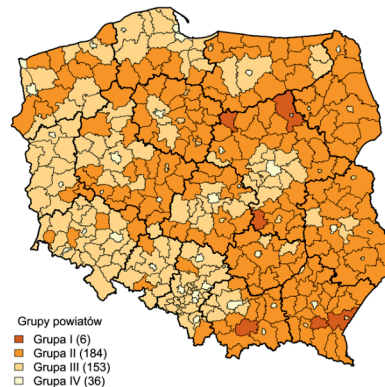 Grupy powiatów
Grupa I (6)
Grupa II (184)
Grupa III (153)
Grupa IV (36)